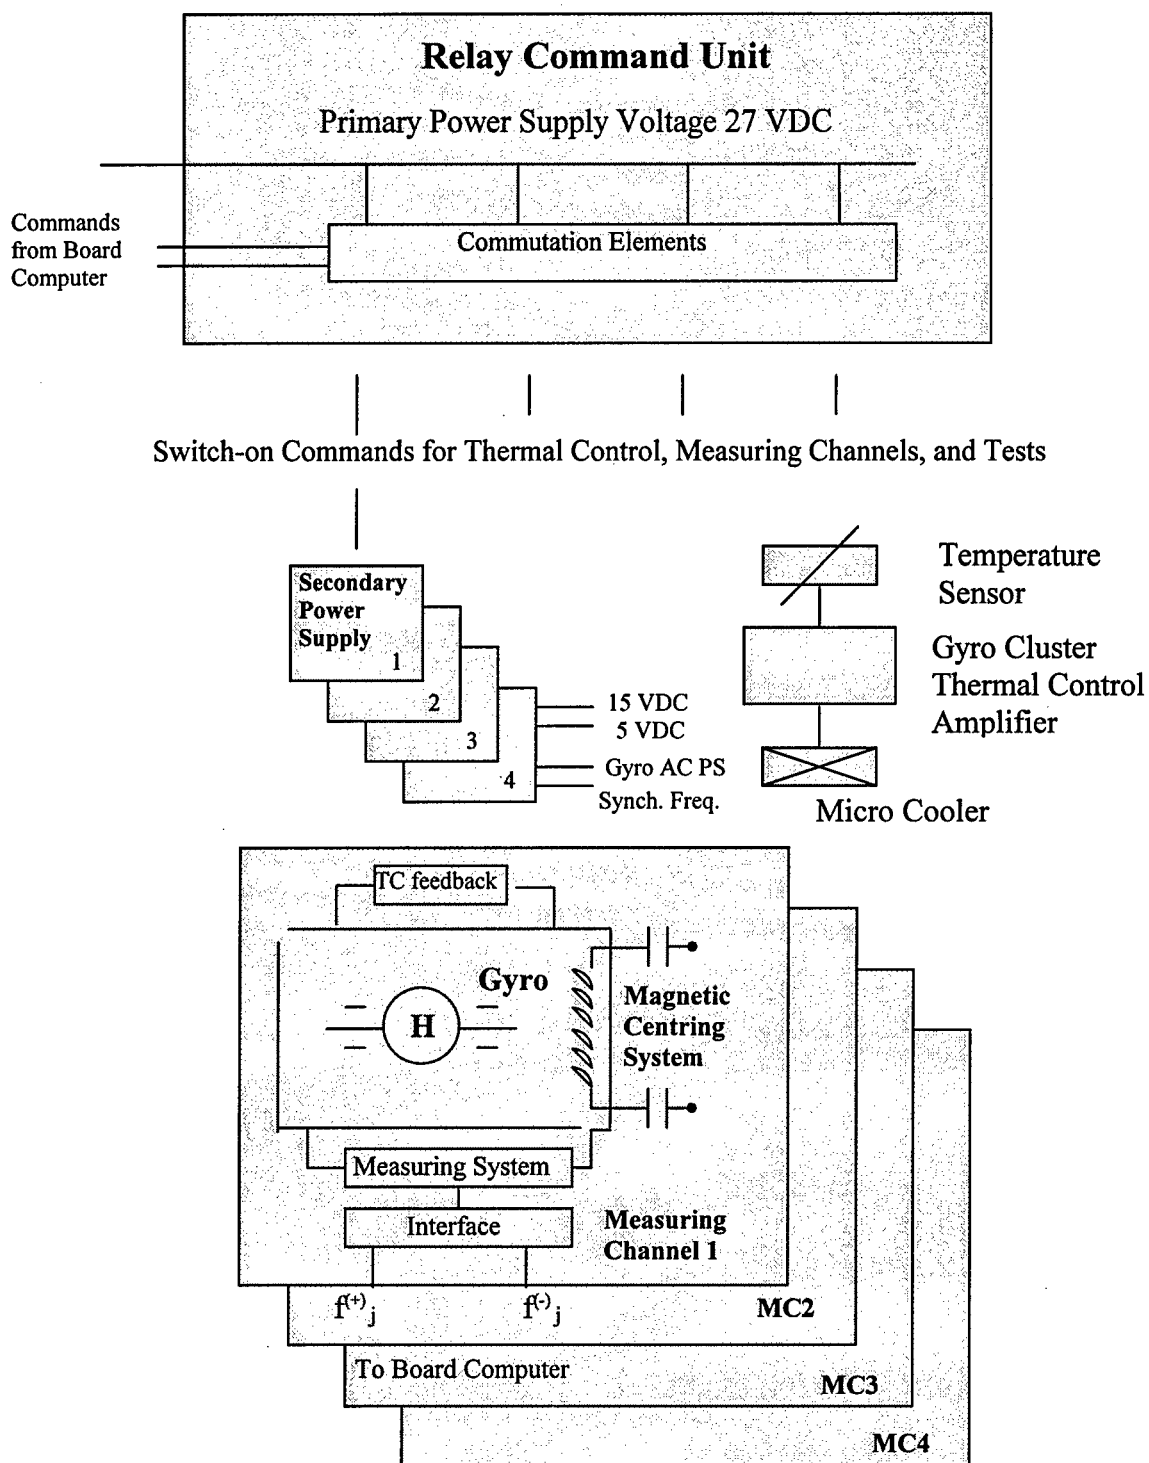 Relay Command Unit
Primary Power Supply Voltage 27 VDC
Commands
from Board
Computer
Commutation Elements
Switch-on Commands for Thermal Control, Measuring Channels, and Tests
Secondary
Power
Supply
1
2
3
4
15 VDC
5 VDC
Gyro AC PS
Synch. Freq.
Temperature
Sensor
Gyro Cluster
Thermal Control
Amplifier
Micro Cooler
TC feedback
Gyro
H
Magnetic
Centring
System
Measuring System
Interface
Measuring
Channel 1
f(+)j
f(-)j
MC2
To Board Computer
MC3
MC4